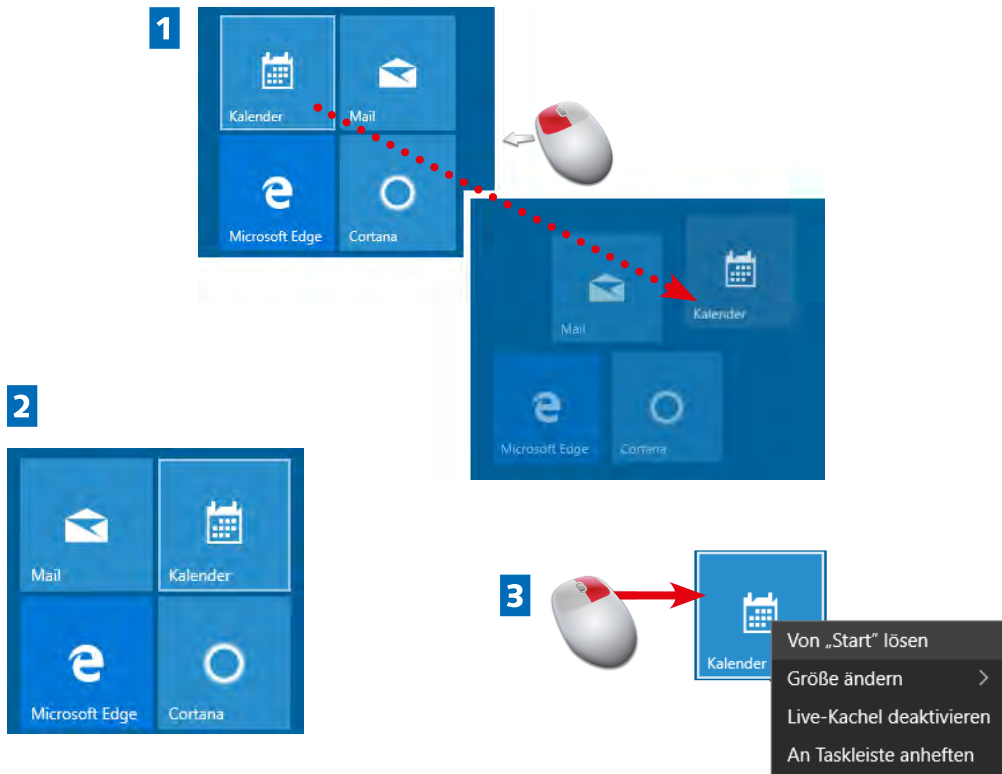 1
Kalender
Mail
Microsoft Edge
Cortana
Mail
Kalender
Microsoft Edge
Cortana
2
Mail
Kalender
Microsoft Edge
Cortana
3
Kalender
Von „Start" lösen
Größe ändern
Live-Kachel deaktivieren
An Taskleiste anheften